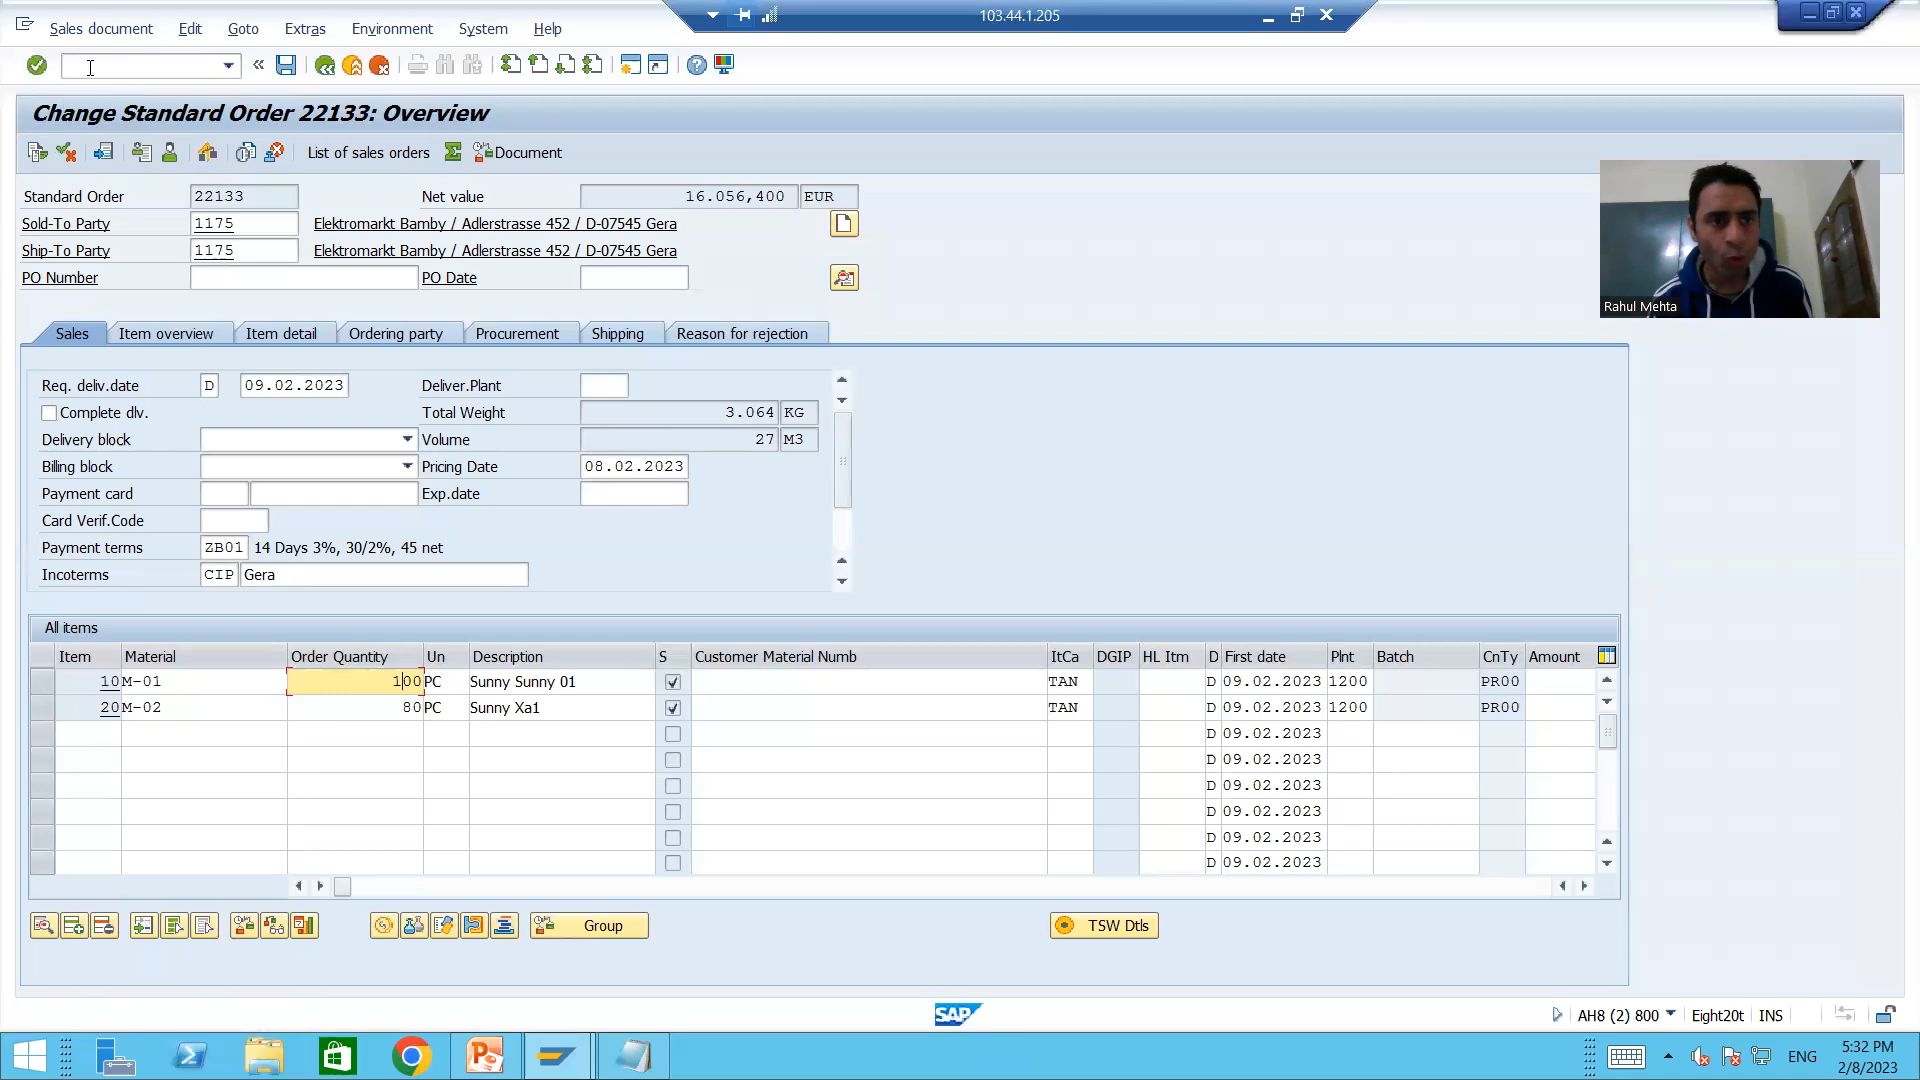 103.44.1.205
Sales document Edit Goto Extras Environment System Help
Change Standard Order 22133: Overview
List of sales orders Document
Standard Order 22133 Net value 16.056,400 EUR
Sold-To Party 1175 Elektromarkt Bamby / Adlerstrasse 452 / D-07545 Gera
Ship-To Party 1175 Elektromarkt Bamby / Adlerstrasse 452 / D-07545 Gera
PO Number PO Date
Rahul Mehta
Sales Item overview Item detail Ordering party Procurement Shipping Reason for rejection
Req. deliv.date D 09.02.2023 Deliver.Plant
Complete dlv. Total Weight 3.064 KG
Delivery block Volume 27 M3
Billing block Pricing Date 08.02.2023
Payment card Exp.date
Card Verif.Code
Payment terms ZB01 14 Days 3%, 30/2%, 45 net
Incoterms CIP Gera
All items
Item Material Order Quantity Un Description S Customer Material Numb ItCa DGIP HL Itm D First date Plnt Batch CnTy Amount
10 M-01 100 PC Sunny Sunny 01 TAN D 09.02.2023 1200 PR00
20 M-02 80 PC Sunny Xa1 TAN D 09.02.2023 1200 PR00
D 09.02.2023
D 09.02.2023
D 09.02.2023
D 09.02.2023
D 09.02.2023
D 09.02.2023
Group TSW Dtls
SAP AH8 (2) 800 Eight20t INS
ENG 5:32 PM
2/8/2023